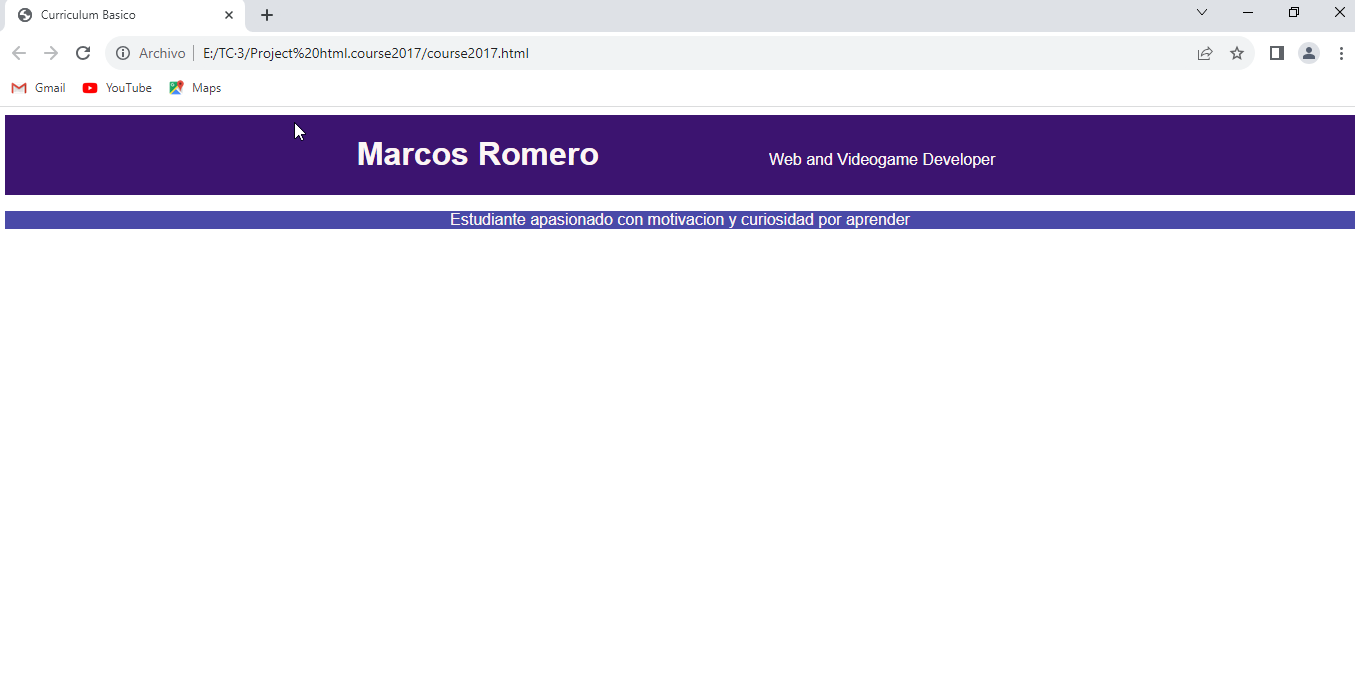 Curriculum Basico
Archivo E:/TC·3/Project%20html.course2017/course2017.html
Gmail YouTube Maps
Marcos Romero Web and Videogame Developer
Estudiante apasionado con motivacion y curiosidad por aprender